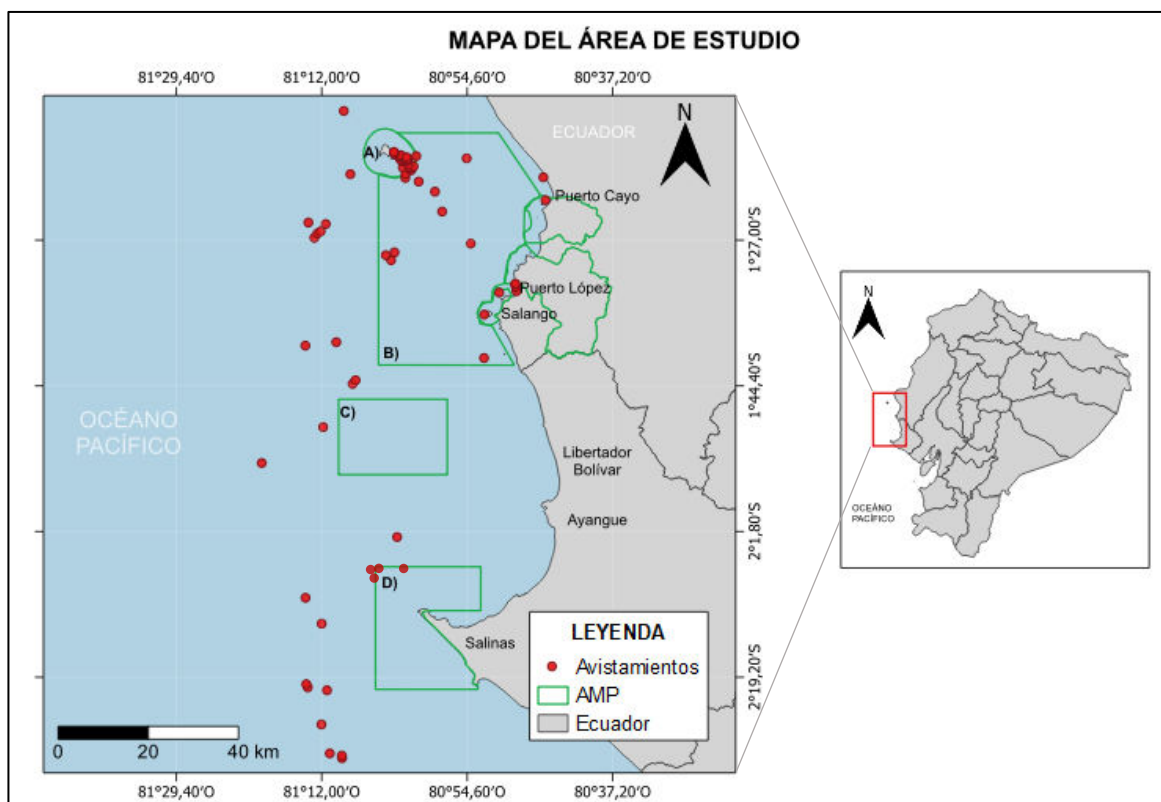 MAPA DEL ÁREA DE ESTUDIO
81°29,40′O
81°12,00′O
80°54,60′O
80°37,20′O
N
ECUADOR
A)
Puerto Cayo
1°27,00′S
Puerto López
Salango
B)
1°44,40′S
C)
OCÉANO
PACÍFICO
Libertador
Bolívar
Ayangue
2°1,80′S
D)
Salinas
2°19,20′S
LEYENDA
Avistamientos
AMP
Ecuador
0
20
40 km
81°29,40′O
81°12,00′O
80°54,60′O
80°37,20′O
N
OCEÁNO
PACÍFICO